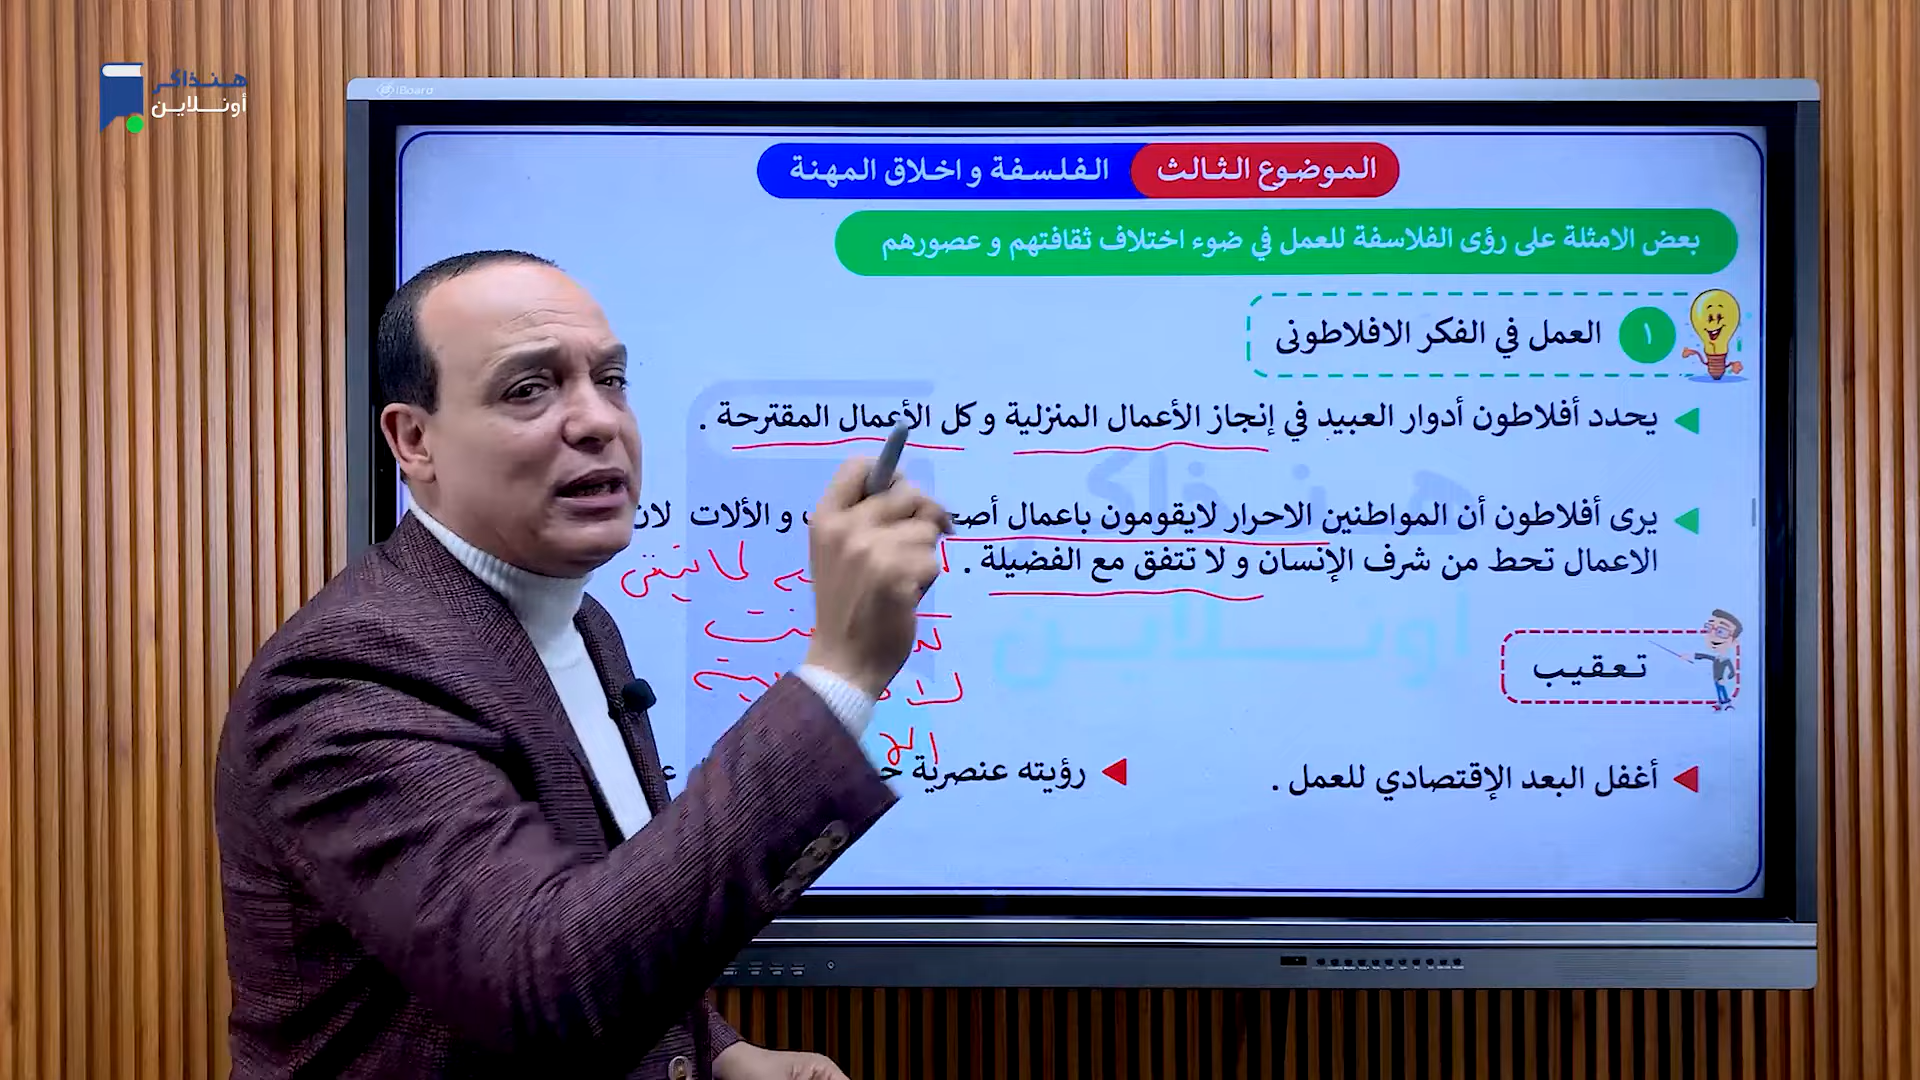 هنذاكر
أونلاين
iBoard
الموضوع الثالث الفلسفة و اخلاق المهنة
بعض الامثلة على رؤى الفلاسفة للعمل في ضوء اختلاف ثقافتهم و عصورهم
١ العمل في الفكر الافلاطونى
يحدد أفلاطون أدوار العبيد في إنجاز الأعمال المنزلية و كل الأعمال المقترحة .
يرى أفلاطون أن المواطنين الاحرار لايقومون باعمال و الألات لان
الاعمال تحط من شرف الإنسان و لا تتفق مع الفضيلة .
هنذاكر
أونلاين
تعقيب
أغفل البعد الإقتصادي للعمل .
رؤيته عنصرية